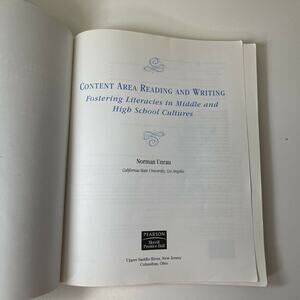 CONTENT AREA READING AND WRITING
Fostering Literacies in Middle and
High School Cultures
Norman Unrau
California State University, Los Angeles
PEARSON
Merrill
Prentice Hall
Upper Saddle River, New Jersey
Columbus, Ohio